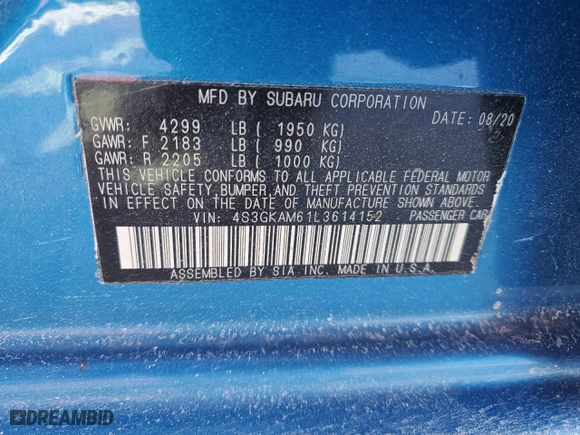 MFD BY SUBARU CORPORATION
GVWR: 4299 LB ( 1950 KG) DATE: 08/20
GAWR: F 2183 LB ( 990 KG)
GAWR: R 2205 LB ( 1000 KG)
THIS VEHICLE CONFORMS TO ALL APPLICABLE FEDERAL MOTOR
VEHICLE SAFETY, BUMPER, AND THEFT PREVENTION STANDARDS
IN EFFECT ON THE DATE OF MANUFACTURE SHOWN ABOVE.
VIN: 4S3GKAM61L3614152 PASSENGER CAR
ASSEMBLED BY SIA, INC. MADE IN U.S.A.
DREAMBID